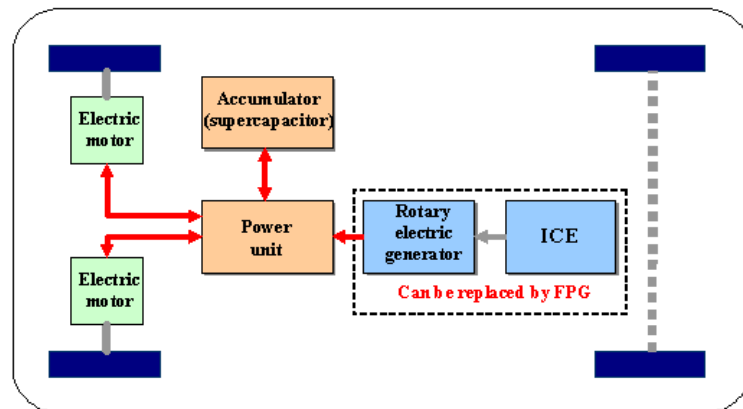 Electric
motor
Accumulator
(supercapacitor)
Power
unit
Rotary
electric
generator
ICE
Can be replaced by FPG
Electric
motor